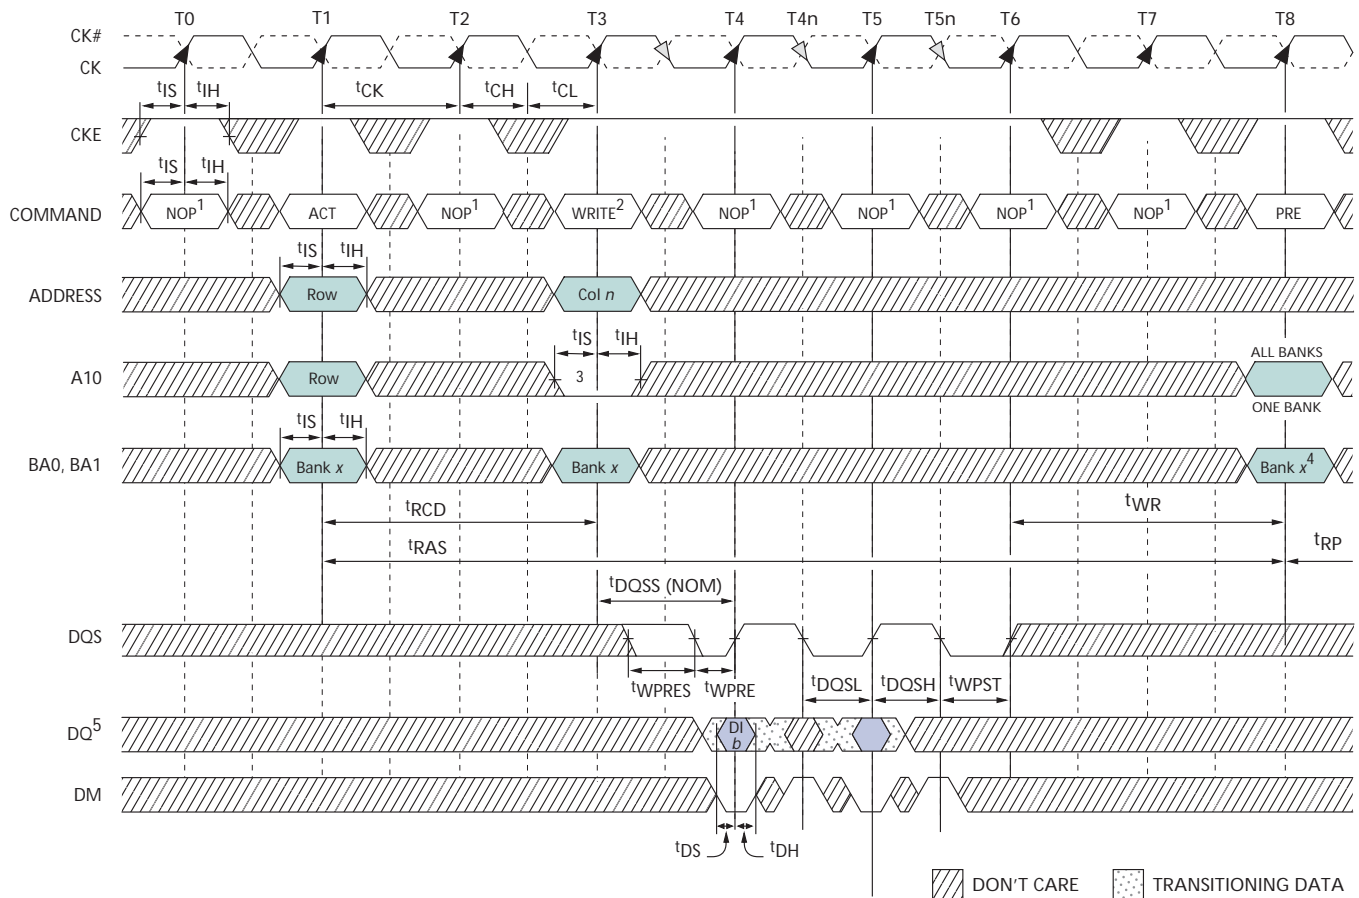 T0 T1 T2 T3 T4 T4n T5 T5n T6 T7 T8
CK#
CK
tIS tIH tCK tCH tCL
CKE
tIS tIH
COMMAND NOP1 ACT NOP1 WRITE2 NOP1 NOP1 NOP1 NOP1 PRE
tIS tIH
ADDRESS Row Col n
tIS tIH
ALL BANKS
A10 Row 3
ONE BANK
tIS tIH
BA0, BA1 Bank x Bank x Bank x4
tRCD tWR
tRAS tRP
tDQSS (NOM)
DQS
tWPRES tWPRE tDQSL tDQSH tWPST
DQ5 DI
b
DM
tDS tDH
DON'T CARE TRANSITIONING DATA